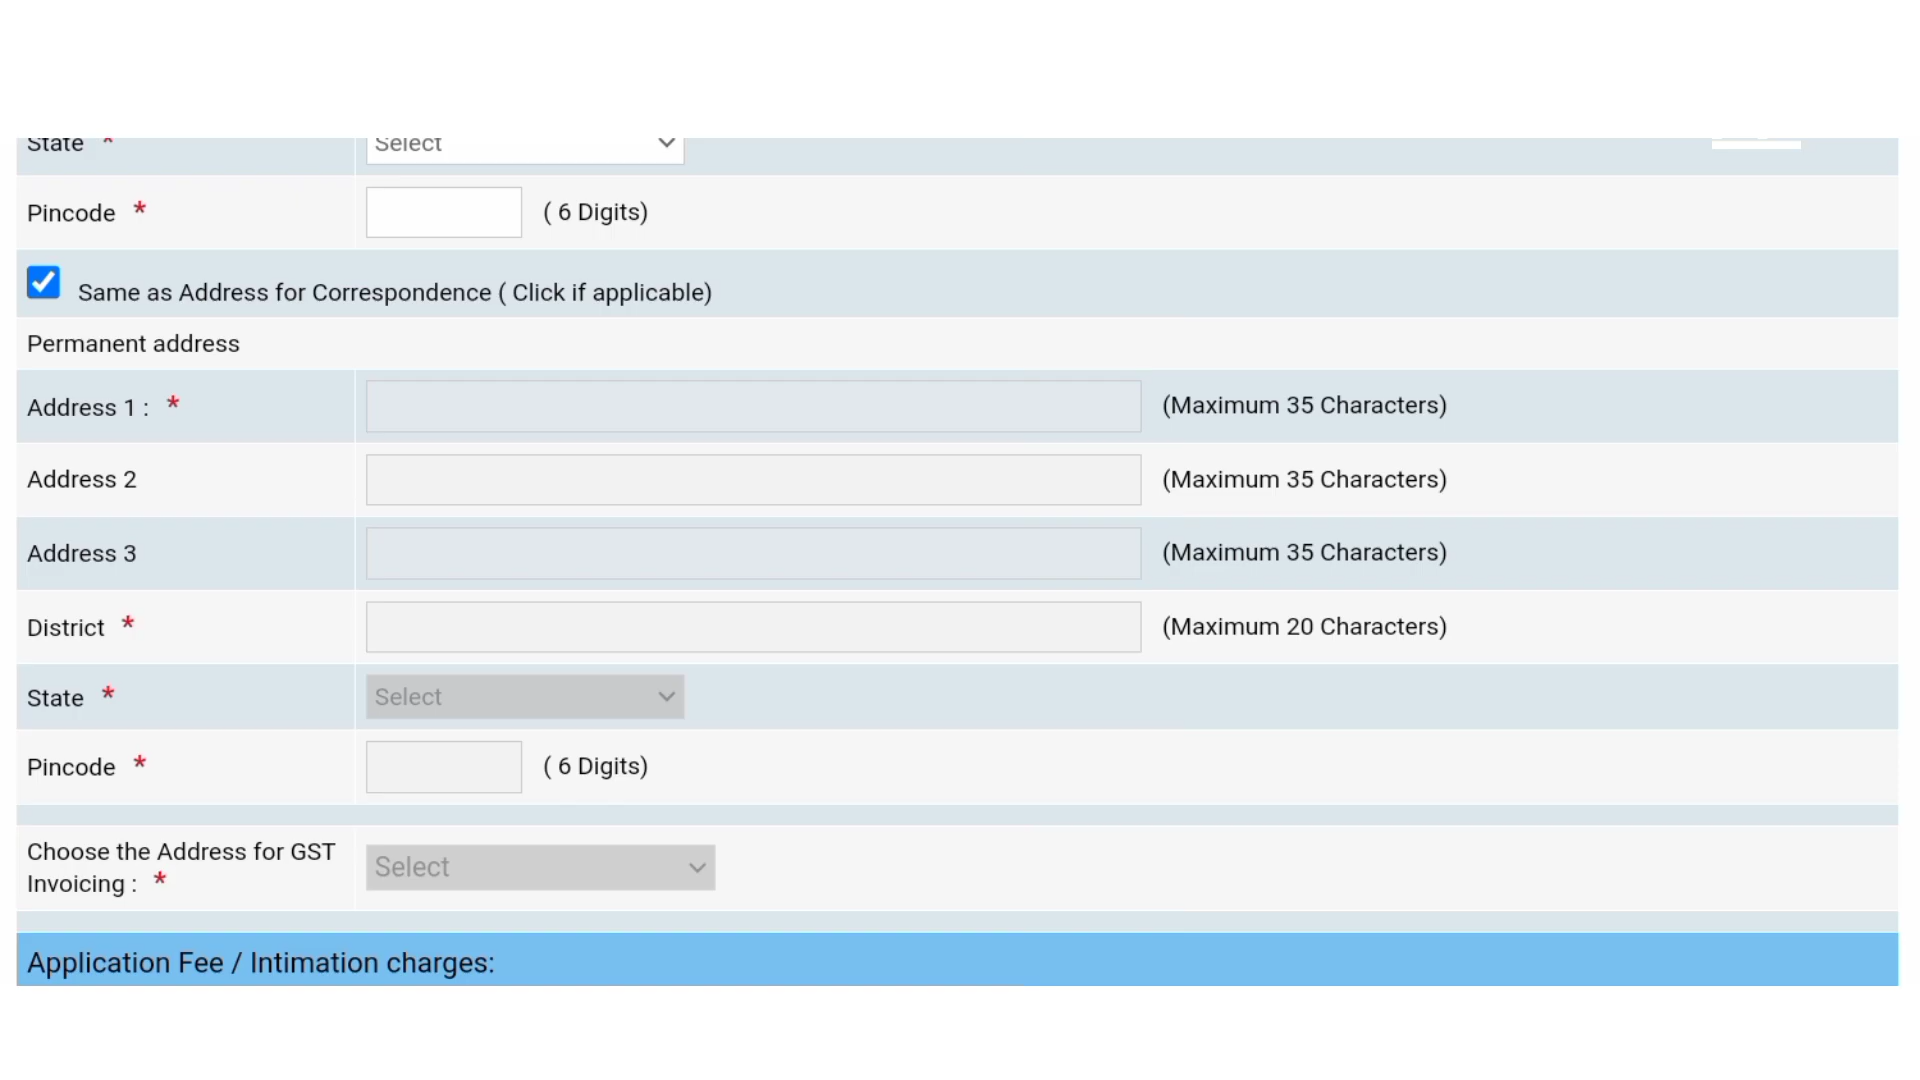 State * Select
Pincode * ( 6 Digits)
Same as Address for Correspondence ( Click if applicable)
Permanent address
Address 1 : * (Maximum 35 Characters)
Address 2 (Maximum 35 Characters)
Address 3 (Maximum 35 Characters)
District * (Maximum 20 Characters)
State * Select
Pincode * ( 6 Digits)
Choose the Address for GST
Invoicing : * Select
Application Fee / Intimation charges: